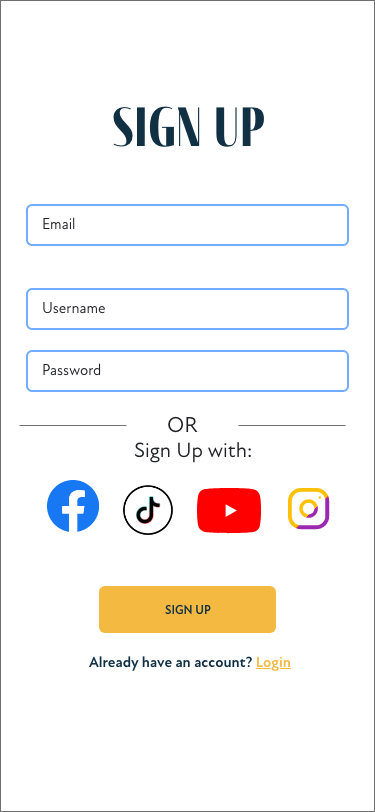 SIGN UP
Email
Username
Password
OR
Sign Up with:
SIGN UP
Already have an account? Login